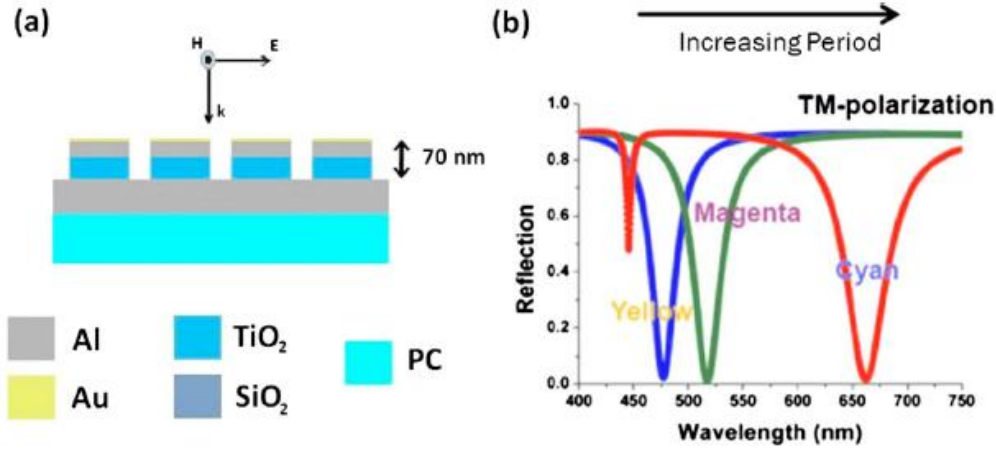 (a)
H
E
k
70 nm
Al
TiO₂
PC
Au
SiO₂
(b)
Increasing Period
TM-polarization
1.0
0.8
0.6
0.4
0.2
0.0
Reflection
Magenta
Cyan
Yellow
400 450 500 550 600 650 700 750
Wavelength (nm)